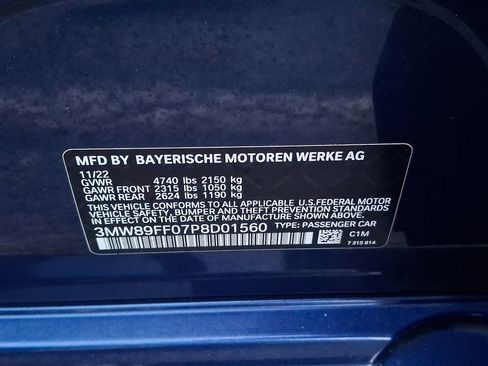 MFD BY BAYERISCHE MOTOREN WERKE AG
11/22
GVWR 4740 lbs 2150 kg
GAWR FRONT 2315 lbs 1050 kg
GAWR REAR 2624 lbs 1190 kg
THIS VEHICLE CONFORMS TO ALL APPLICABLE U.S. FEDERAL MOTOR
VEHICLE SAFETY, BUMPER, AND THEFT PREVENTION STANDARDS
IN EFFECT ON THE DATE OF MANUFACTURE SHOWN ABOVE.
3MW89FF07P8D01560 TYPE: PASSENGER CAR
C1M
7 315 814